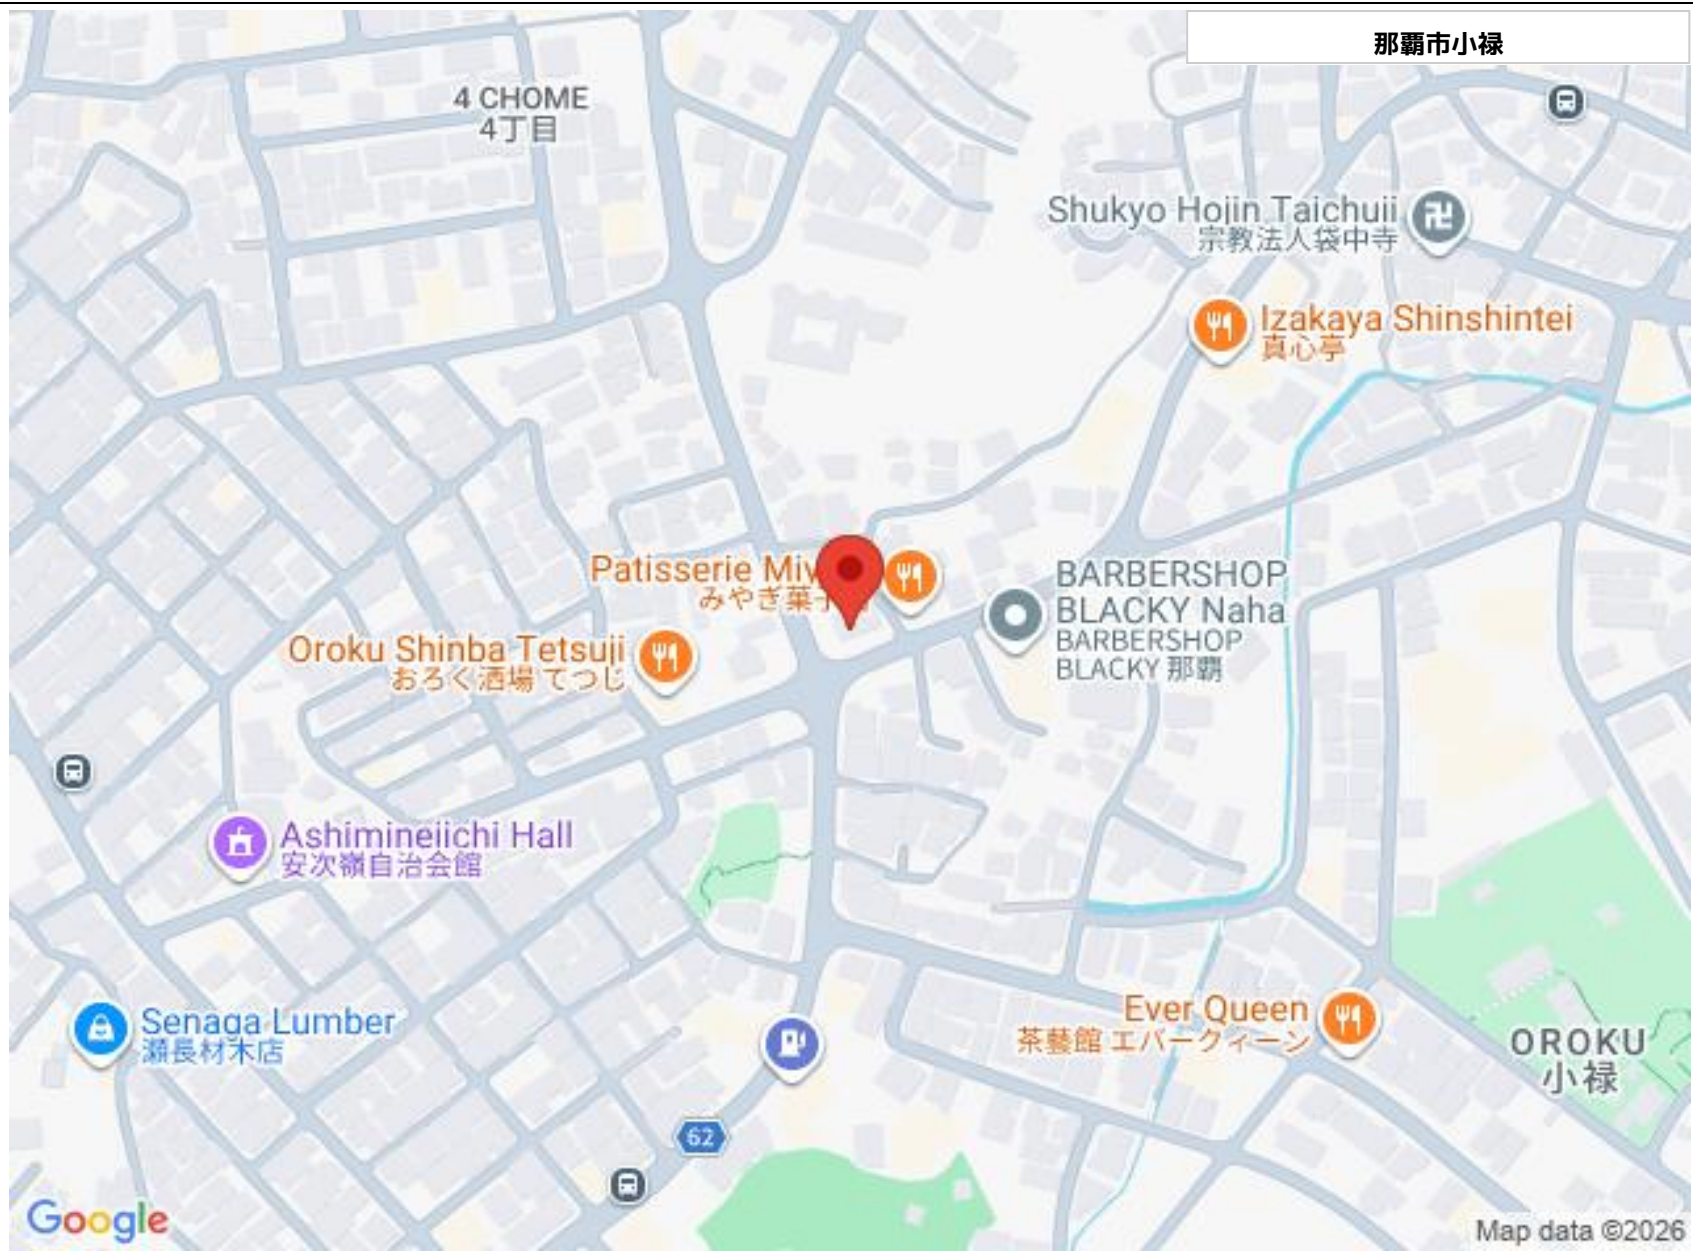 那覇市小禄
4 CHOME
4丁目
Shukyo Hojin Taichuji
宗教法人袋中寺
Izakaya Shinshintei
真心亭
Patisserie Miy
みやぎ菓子
BARBERSHOP
BLACKY Naha
BARBERSHOP
BLACKY 那覇
Oroku Shinba Tetsuji
おろく酒場 てつじ
Ashimineiichi Hall
安次嶺自治会館
Senaga Lumber
瀬長材木店
Ever Queen
茶藝館 エバークィーン
OROKU
小禄
62
Google
Map data ©2026